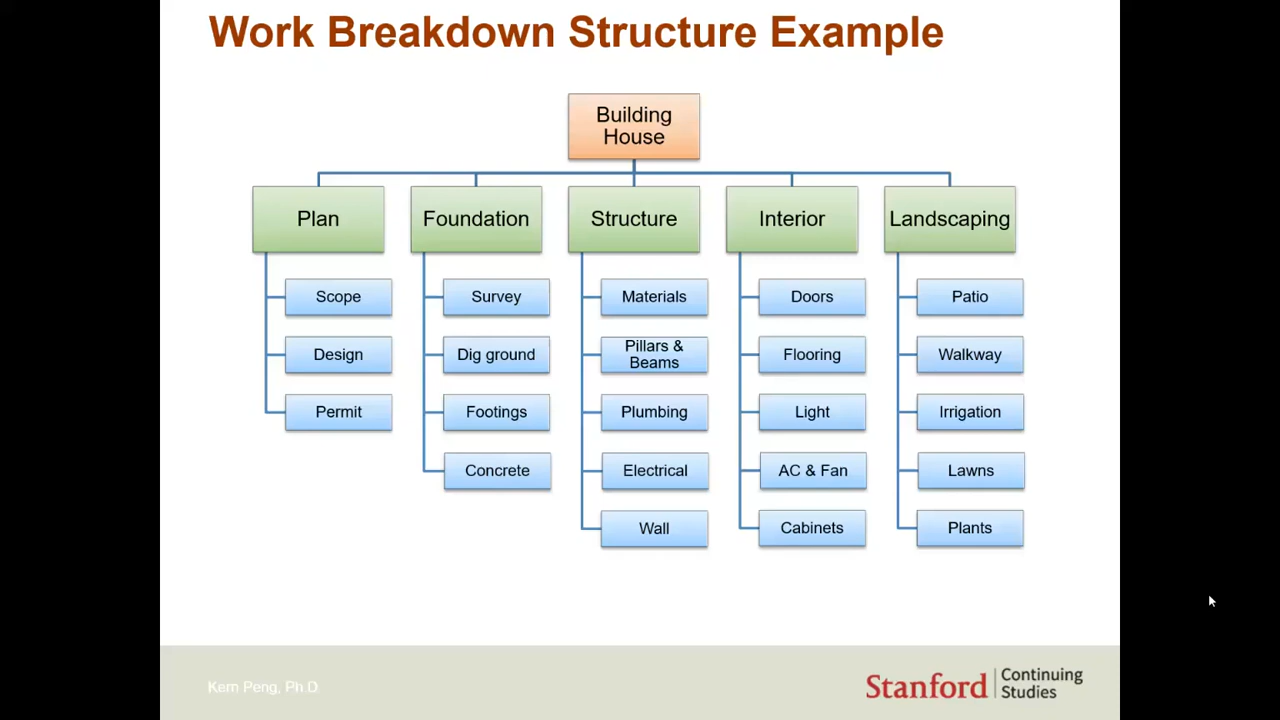 Work Breakdown Structure Example
Building
House
Plan
Foundation
Structure
Interior
Landscaping
Scope
Design
Permit
Survey
Dig ground
Footings
Concrete
Materials
Pillars &
Beams
Plumbing
Electrical
Wall
Doors
Flooring
Light
AC & Fan
Cabinets
Patio
Walkway
Irrigation
Lawns
Plants
Kern Peng, Ph.D
Stanford
Continuing
Studies